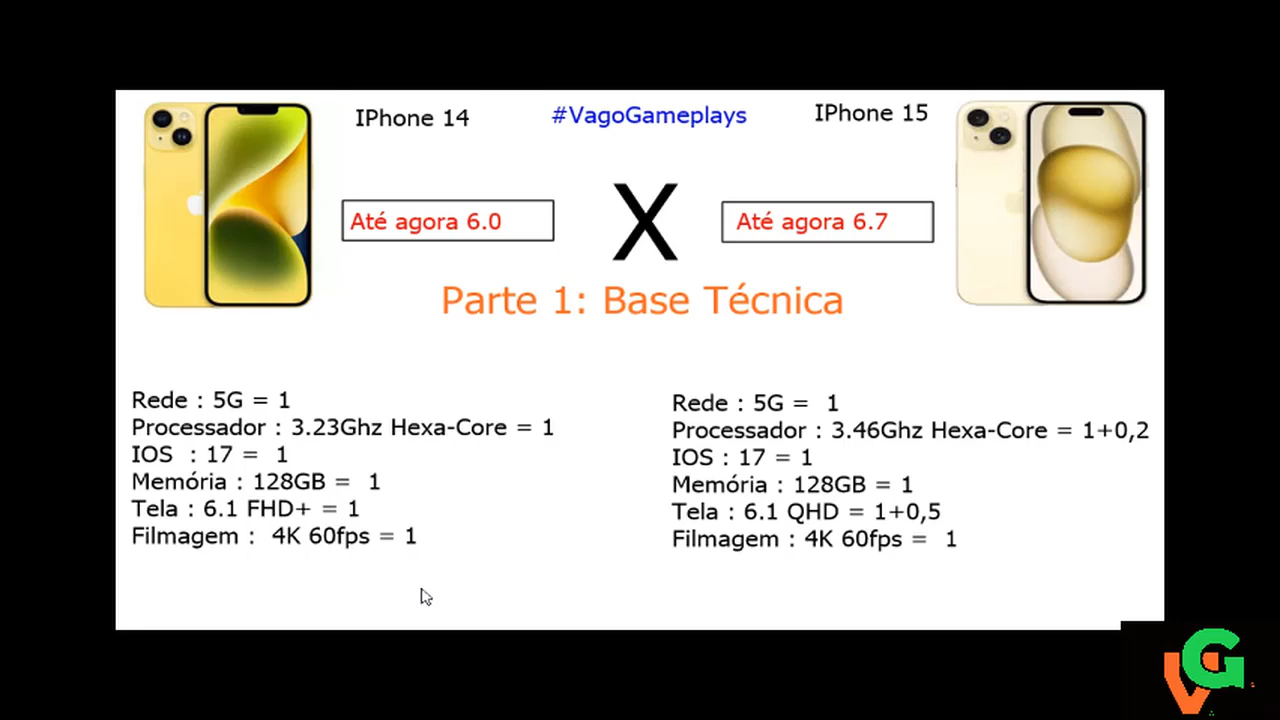 IPhone 14
#VagoGameplays
IPhone 15
Até agora 6.0
X
Até agora 6.7
Parte 1: Base Técnica
Rede : 5G = 1
Processador : 3.23Ghz Hexa-Core = 1
IOS : 17 = 1
Memória : 128GB = 1
Tela : 6.1 FHD+ = 1
Filmagem : 4K 60fps = 1
Rede : 5G = 1
Processador : 3.46Ghz Hexa-Core = 1+0,2
IOS : 17 = 1
Memória : 128GB = 1
Tela : 6.1 QHD = 1+0,5
Filmagem : 4K 60fps = 1
VG